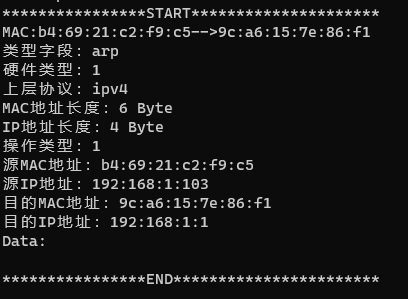 ****************START*********************
MAC:b4:69:21:c2:f9:c5-->9c:a6:15:7e:86:f1
类型字段: arp
硬件类型: 1
上层协议: ipv4
MAC地址长度: 6 Byte
IP地址长度: 4 Byte
操作类型: 1
源MAC地址: b4:69:21:c2:f9:c5
源IP地址: 192:168:1:103
目的MAC地址: 9c:a6:15:7e:86:f1
目的IP地址: 192:168:1:1
Data:
****************END***********************